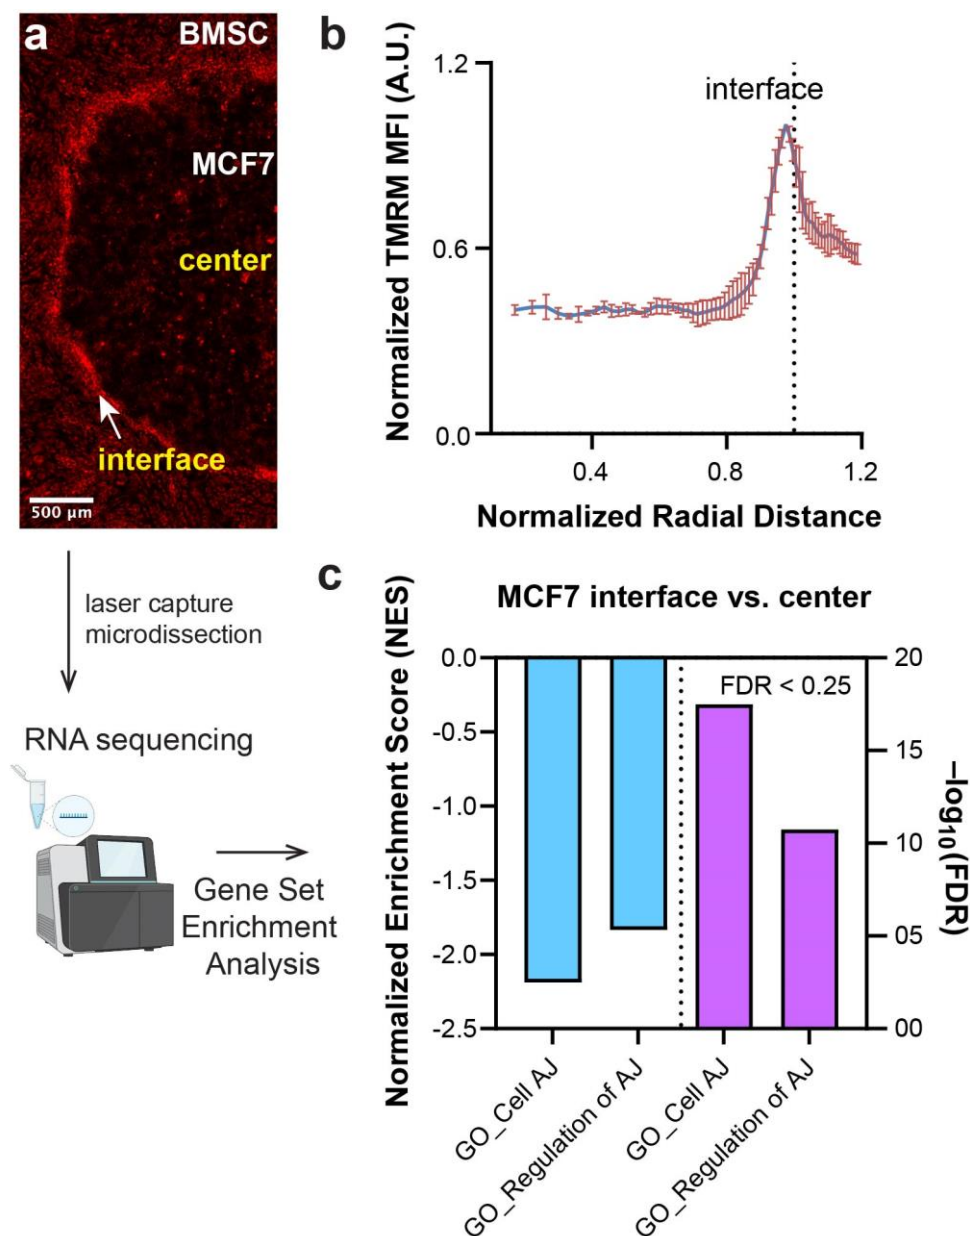 a
BMSC
MCF7
center
interface
500 µm
b
Normalized TMRM MFI (A.U.)
1.2
0.6
0.0
interface
0.4
0.8
1.2
Normalized Radial Distance
laser capture
microdissection
RNA sequencing
Gene Set
Enrichment
Analysis
c
MCF7 interface vs. center
Normalized Enrichment Score (NES)
0.0
-0.5
-1.0
-1.5
-2.0
-2.5
FDR < 0.25
20
15
10
05
00
–log10(FDR)
GO_Cell AJ
GO_Regulation of AJ
GO_Cell AJ
GO_Regulation of AJ